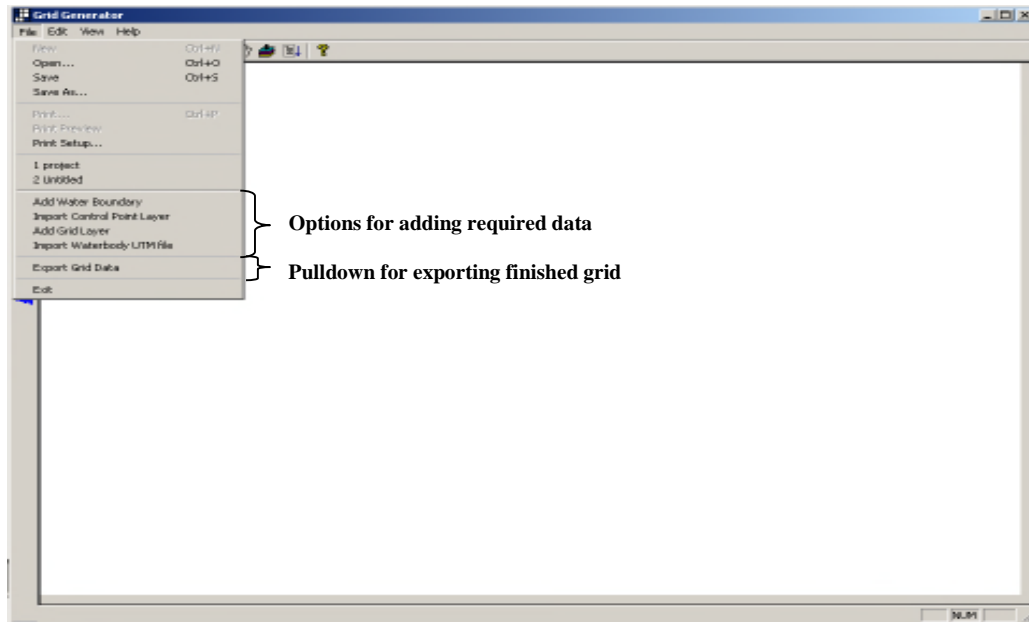 Grid Generator
File Edit View Help
New Ctrl+N
Open... Ctrl+O
Save Ctrl+S
Save As...
Print... Ctrl+P
Print Preview
Print Setup...
1 project
2 Untitled
Add Water Boundary
Import Control Point Layer
Add Grid Layer
Import Waterbody UTM file
Options for adding required data
Export Grid Data
Pulldown for exporting finished grid
Exit
NUM